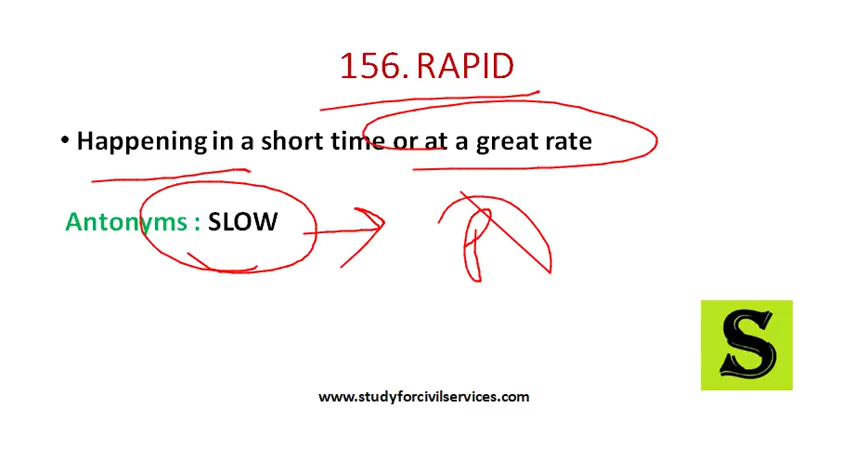 156. RAPID
• Happening in a short time or at a great rate
Antonyms : SLOW
S
www.studyforcivilservices.com